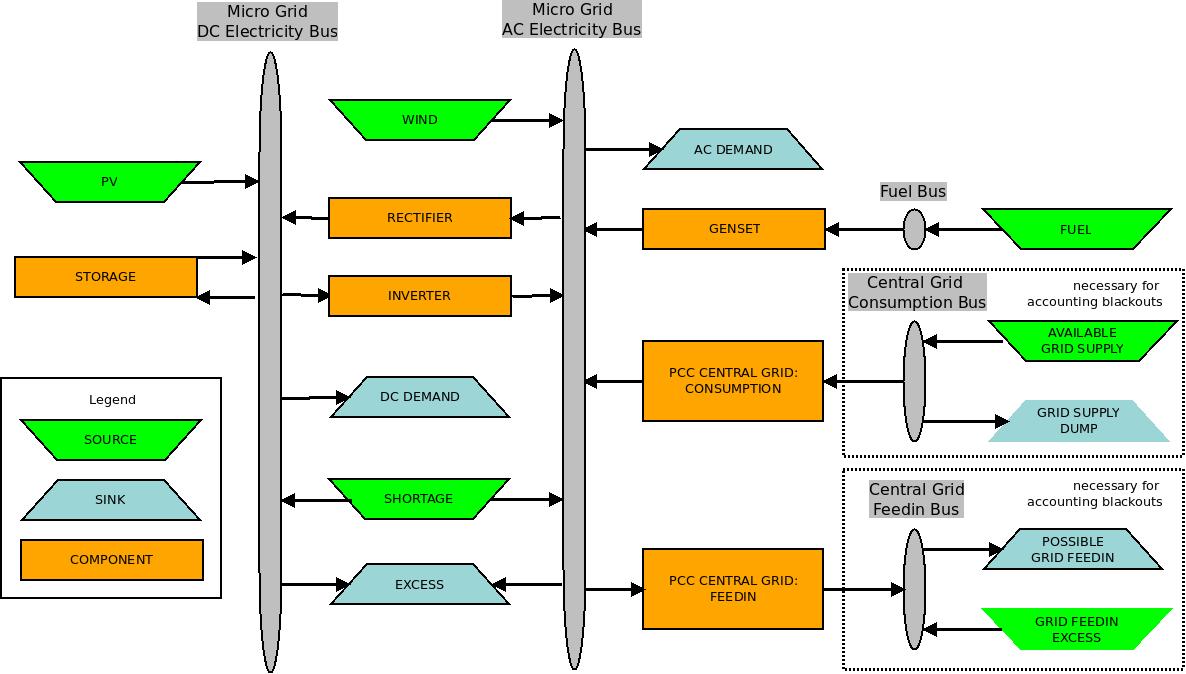 Micro Grid
DC Electricity Bus
Micro Grid
AC Electricity Bus
WIND
AC DEMAND
PV
Fuel Bus
RECTIFIER
GENSET
FUEL
STORAGE
INVERTER
Central Grid
Consumption Bus
necessary for
accounting blackouts
AVAILABLE
GRID SUPPLY
PCC CENTRAL GRID:
CONSUMPTION
DC DEMAND
GRID SUPPLY
DUMP
Legend
SOURCE
SINK
COMPONENT
SHORTAGE
EXCESS
Central Grid
Feedin Bus
necessary for
accounting blackouts
POSSIBLE
GRID FEEDIN
PCC CENTRAL GRID:
FEEDIN
GRID FEEDIN
EXCESS